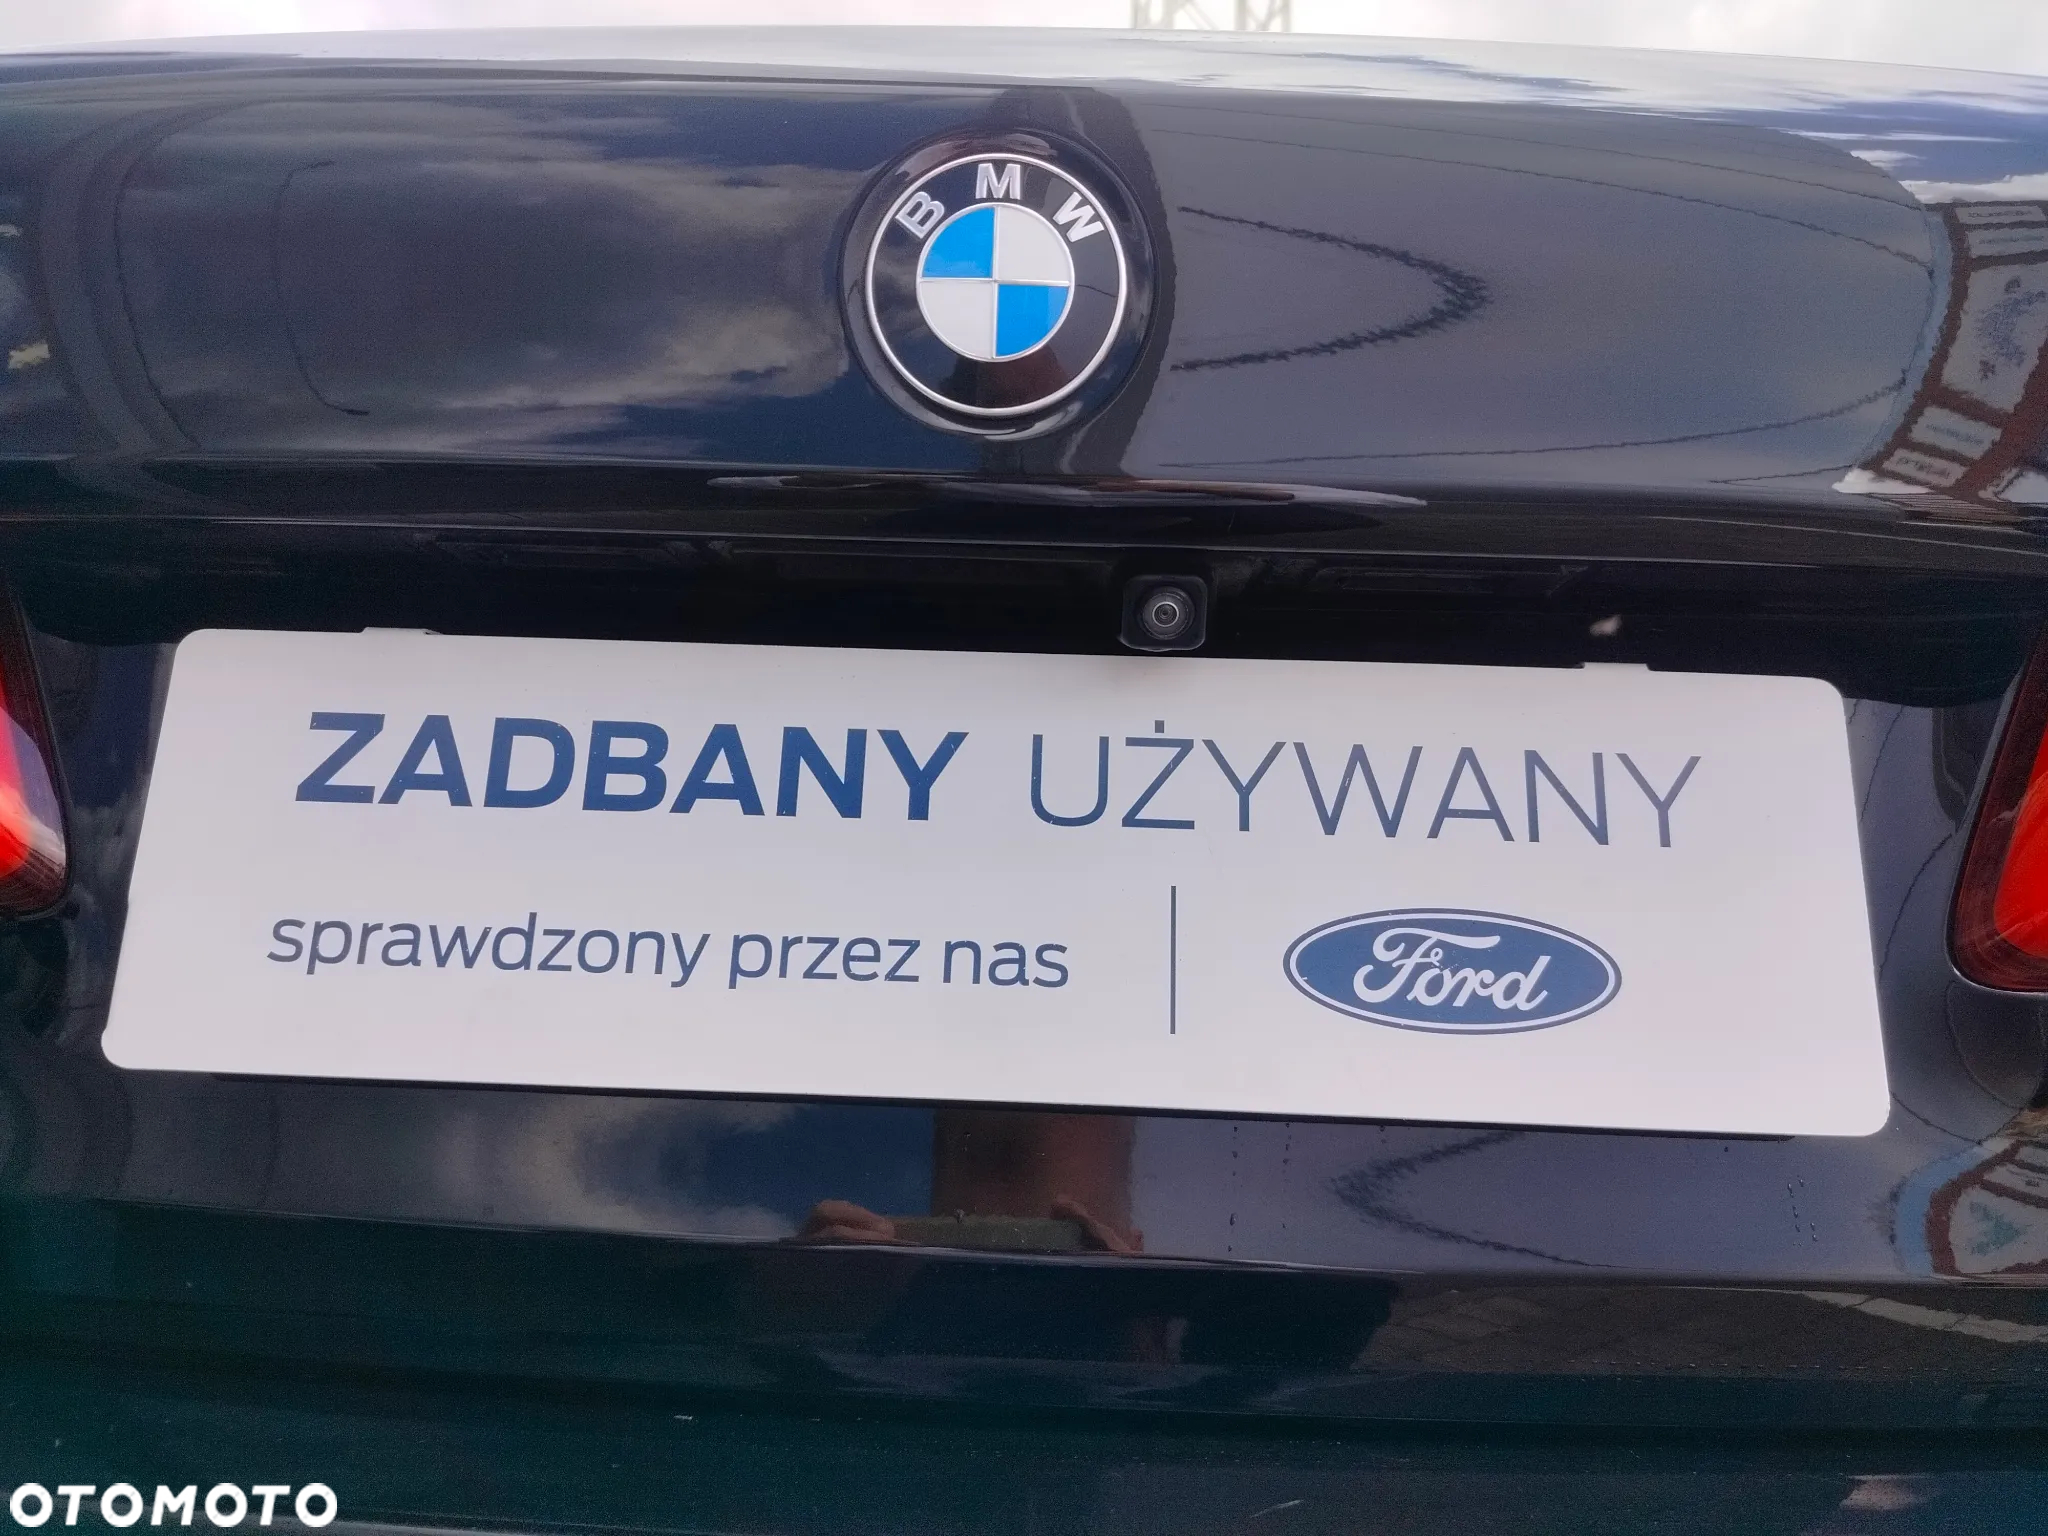 BMW
ZADBANY UŻYWANY
sprawdzony przez nas
Ford
OTOMOTO